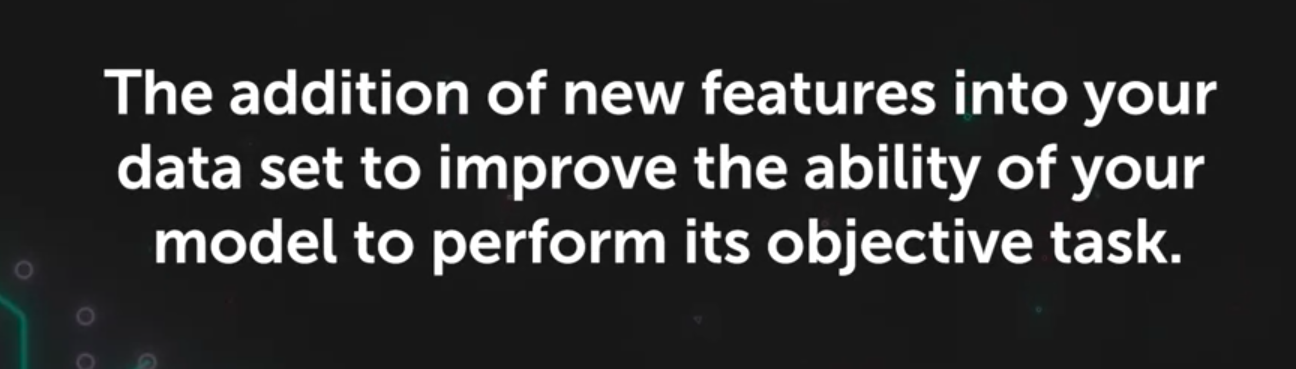 The addition of new features into your
data set to improve the ability of your
model to perform its objective task.